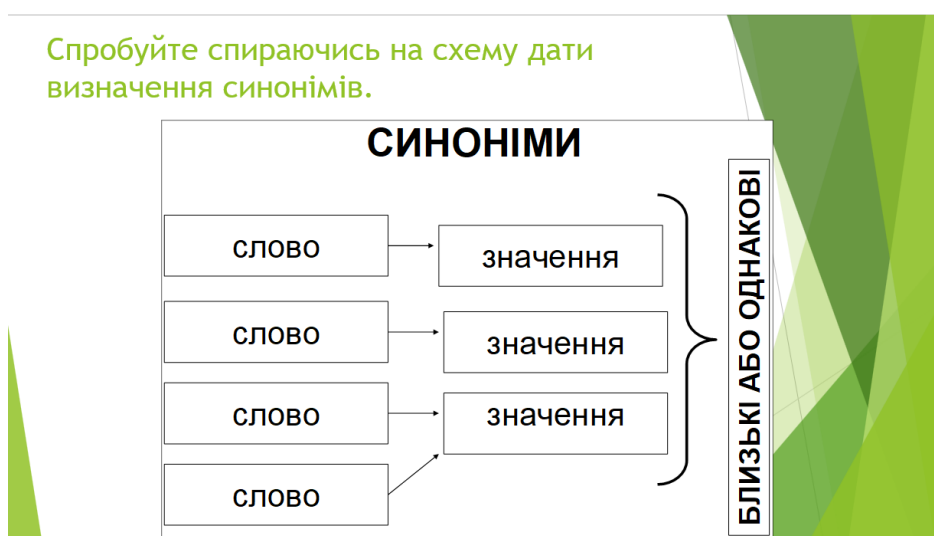 Спробуйте спираючись на схему дати
визначення синонімів.
СИНОНІМИ
слово
значення
слово
значення
слово
значення
слово
БЛИЗЬКІ АБО ОДНАКОВІ